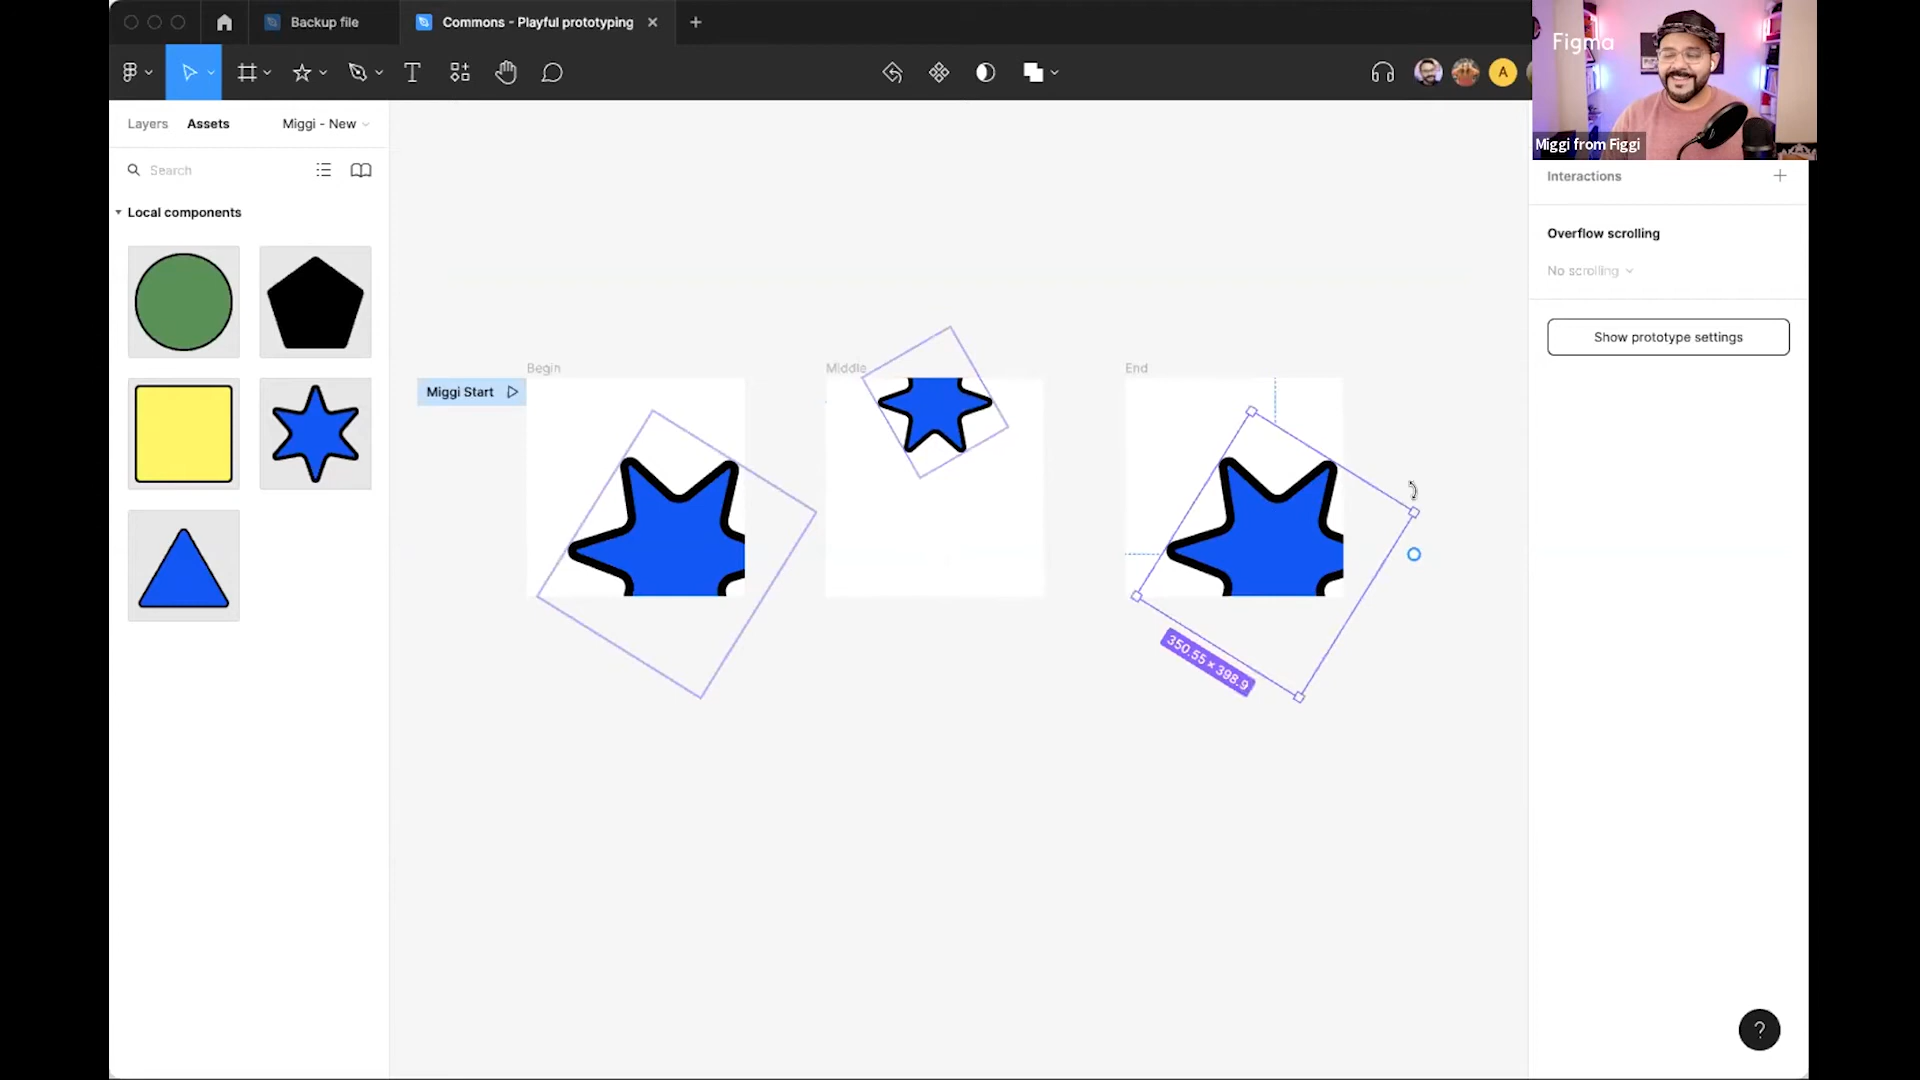 Backup file
Commons - Playful prototyping
A
Figma
Miggi from Figgi
Layers
Assets
Miggi - New
Search
Local components
Interactions
Overflow scrolling
No scrolling
Show prototype settings
Begin
Middle
End
Miggi Start
350.55 × 398.9
?